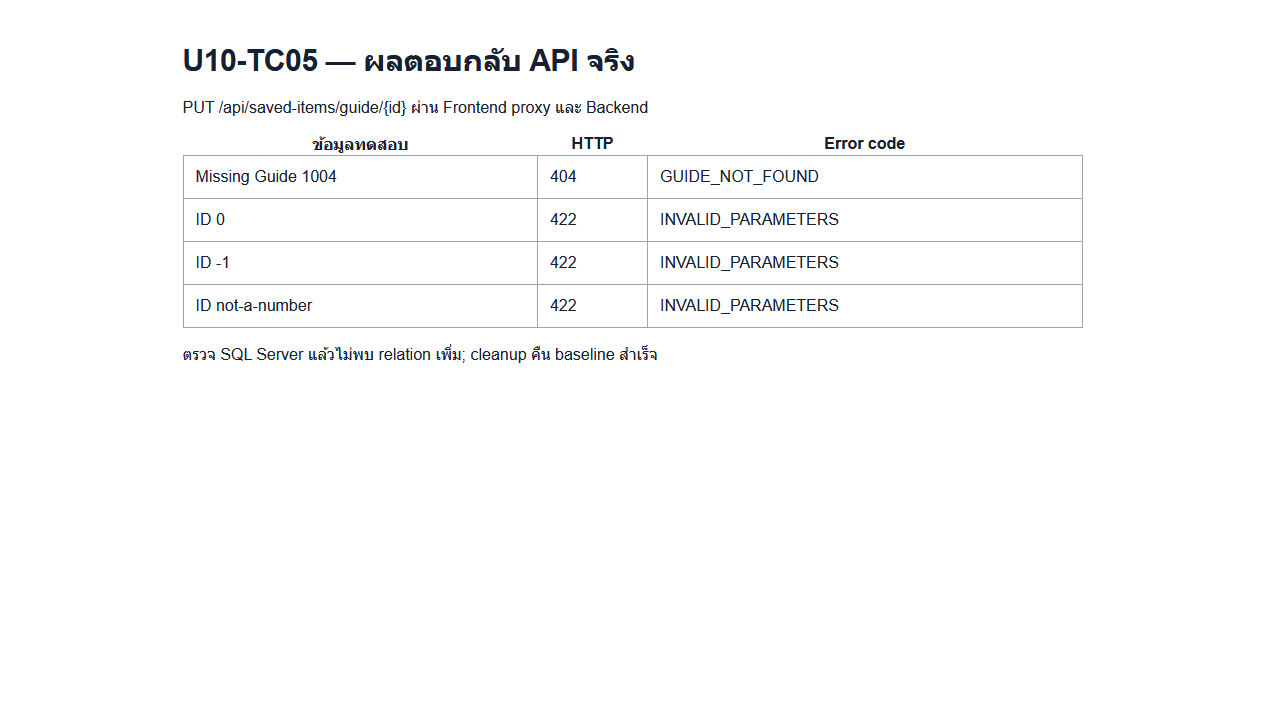 U10-TC05 — ผลตอบกลับ API จริง
PUT /api/saved-items/guide/{id} ผ่าน Frontend proxy และ Backend
ข้อมูลทดสอบ HTTP Error code
Missing Guide 1004 404 GUIDE_NOT_FOUND
ID 0 422 INVALID_PARAMETERS
ID -1 422 INVALID_PARAMETERS
ID not-a-number 422 INVALID_PARAMETERS
ตรวจ SQL Server แล้วไม่พบ relation เพิ่ม; cleanup คืน baseline สำเร็จ